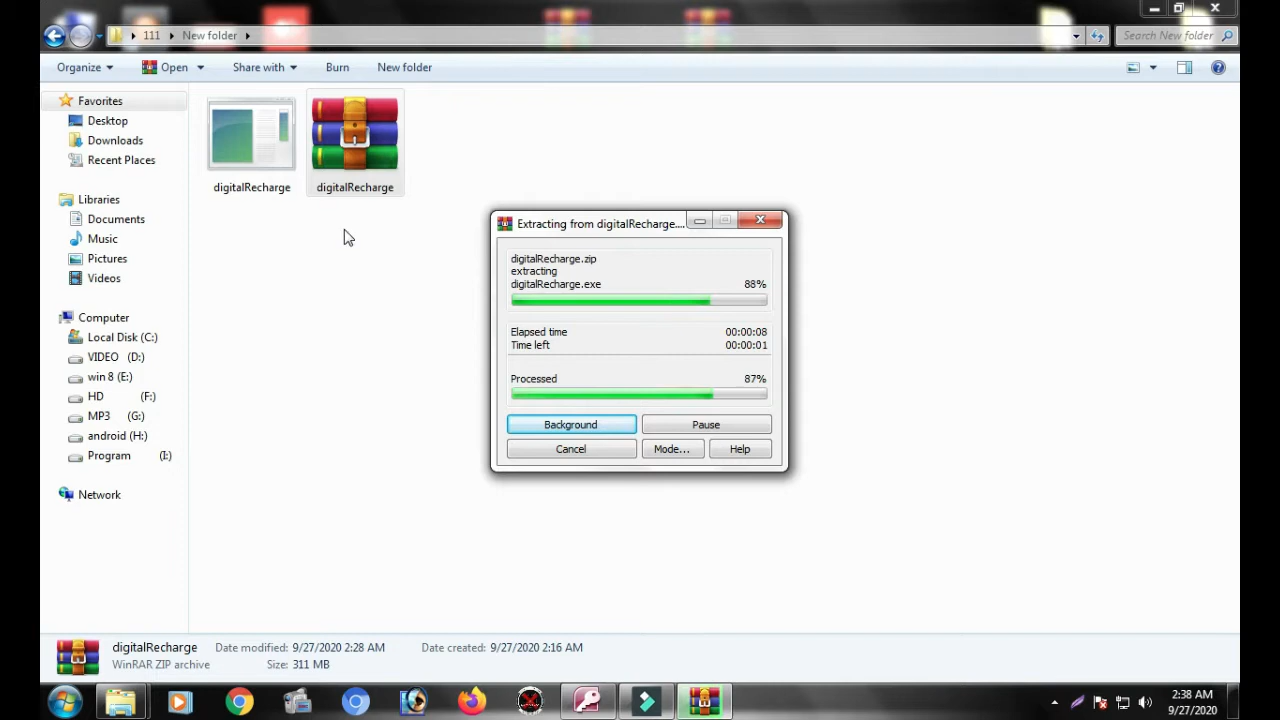 111 New folder
Search New folder
Organize Open Share with Burn New folder
Favorites
Desktop
Downloads
Recent Places
Libraries
Documents
Music
Pictures
Videos
Computer
Local Disk (C:)
VIDEO (D:)
win 8 (E:)
HD (F:)
MP3 (G:)
android (H:)
Program (I:)
Network
digitalRecharge
digitalRecharge
Extracting from digitalRecharge....
digitalRecharge.zip
extracting
digitalRecharge.exe 88%
Elapsed time 00:00:08
Time left 00:00:01
Processed 87%
Background Pause
Cancel Mode... Help
digitalRecharge Date modified: 9/27/2020 2:28 AM Date created: 9/27/2020 2:16 AM
WinRAR ZIP archive Size: 311 MB
2:38 AM
9/27/2020